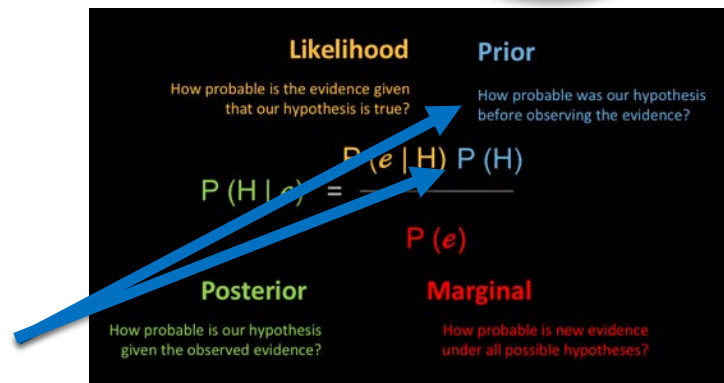 Likelihood
How probable is the evidence given
that our hypothesis is true?
Prior
How probable was our hypothesis
before observing the evidence?
P (e | H) P (H)
P (H | e) =
P (e)
Posterior
How probable is our hypothesis
given the observed evidence?
Marginal
How probable is new evidence
under all possible hypotheses?